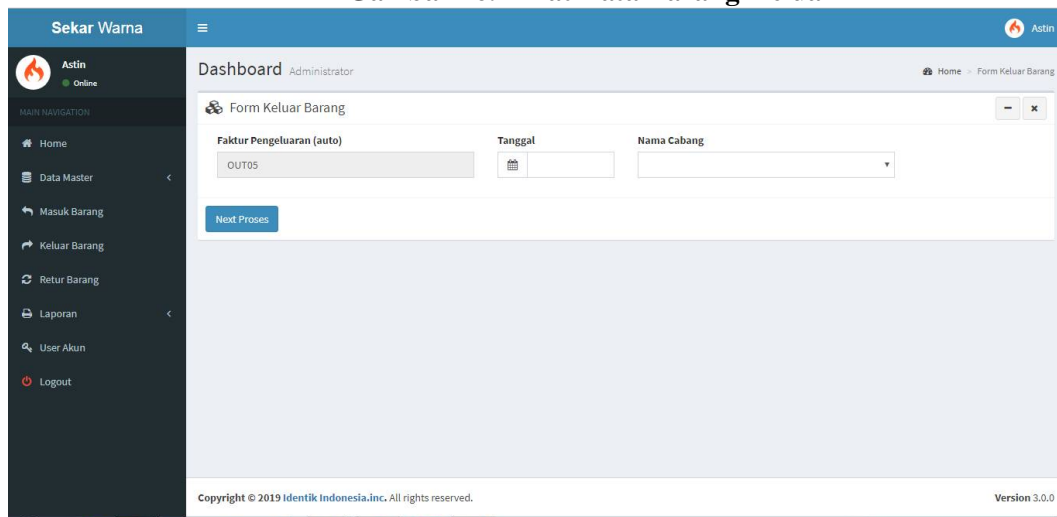 Sekar Warna
Astin
Astin
Online
MAIN NAVIGATION
Home
Data Master
Masuk Barang
Keluar Barang
Retur Barang
Laporan
User Akun
Logout
Dashboard Administrator
Home > Form Keluar Barang
Form Keluar Barang
Faktur Pengeluaran (auto)
OUT05
Tanggal
Nama Cabang
Next Proses
Copyright © 2019 Identik Indonesia.inc. All rights reserved.
Version 3.0.0